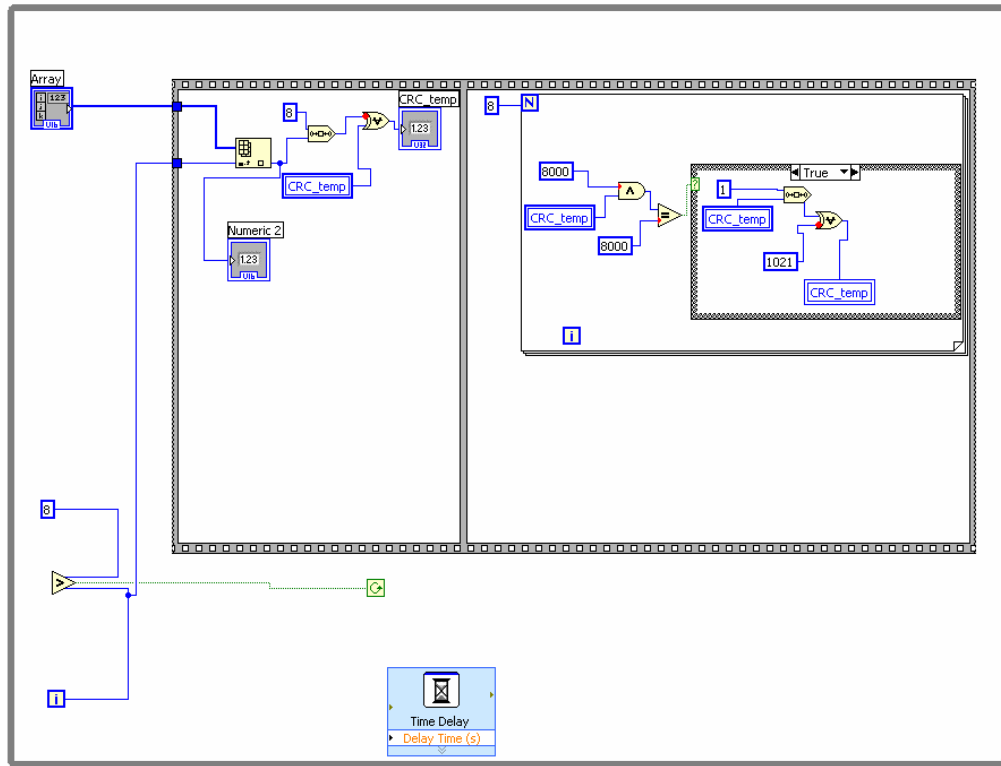 Array
123
U16
8
CRC_temp
1.23
U32
CRC_temp
Numeric 2
1.23
U16
8
N
8000
CRC_temp
8000
?
True
1
CRC_temp
1021
CRC_temp
i
8
>
i
Time Delay
Delay Time (s)